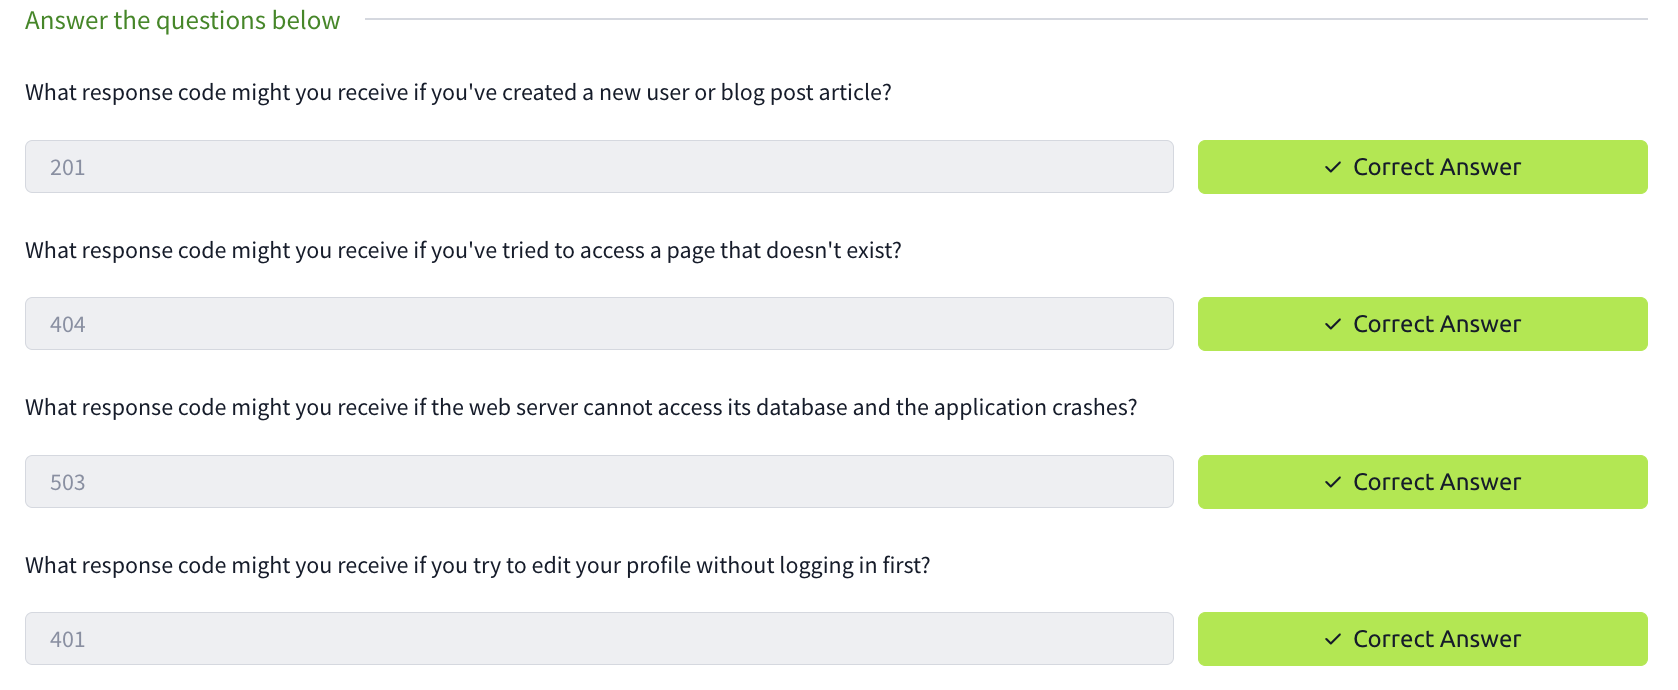 Answer the questions below
What response code might you receive if you've created a new user or blog post article?
201
✓ Correct Answer
What response code might you receive if you've tried to access a page that doesn't exist?
404
✓ Correct Answer
What response code might you receive if the web server cannot access its database and the application crashes?
503
✓ Correct Answer
What response code might you receive if you try to edit your profile without logging in first?
401
✓ Correct Answer